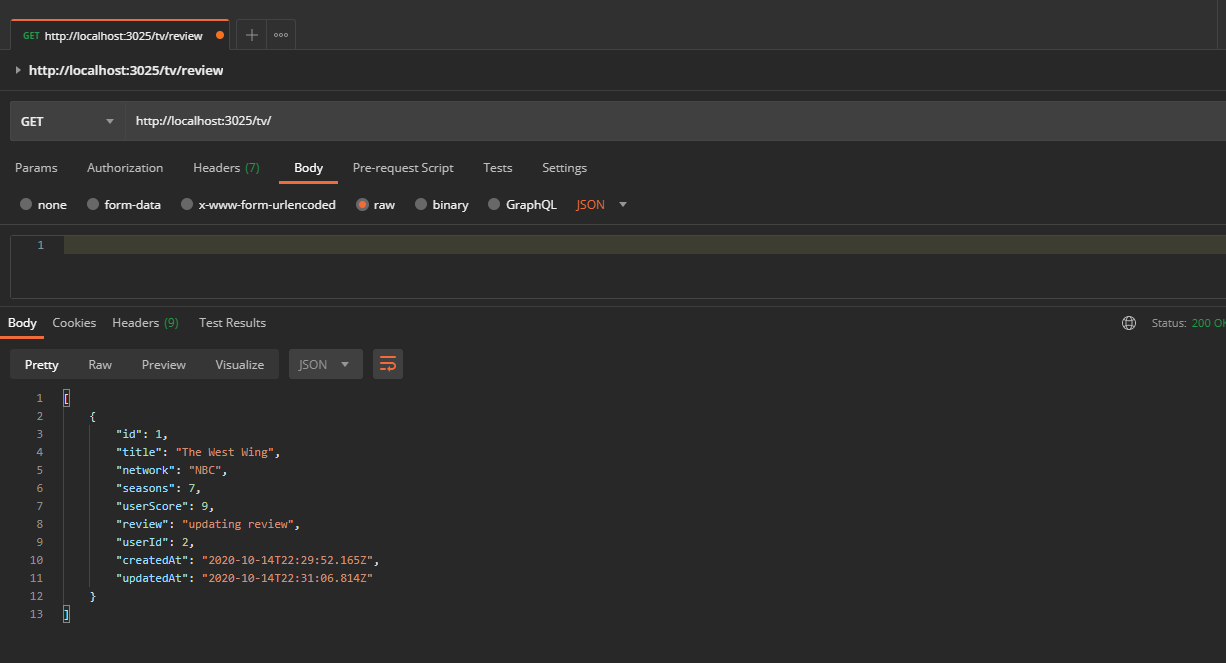 GET http://localhost:3025/tv/review
http://localhost:3025/tv/review
GET http://localhost:3025/tv/
Params Authorization Headers (7) Body Pre-request Script Tests Settings
none form-data x-www-form-urlencoded raw binary GraphQL JSON
1
Body Cookies Headers (9) Test Results Status: 200 OK
Pretty Raw Preview Visualize JSON
1 [
2 {
3 "id": 1,
4 "title": "The West Wing",
5 "network": "NBC",
6 "seasons": 7,
7 "userScore": 9,
8 "review": "updating review",
9 "userId": 2,
10 "createdAt": "2020-10-14T22:29:52.165Z",
11 "updatedAt": "2020-10-14T22:31:06.814Z"
12 }
13 ]